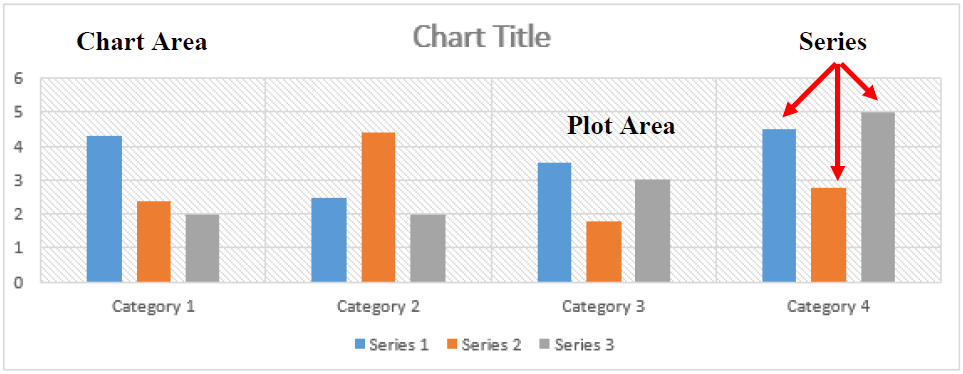 Chart Area
Chart Title
Series
Plot Area
6
5
4
3
2
1
0
Category 1 Category 2 Category 3 Category 4
Series 1 Series 2 Series 3